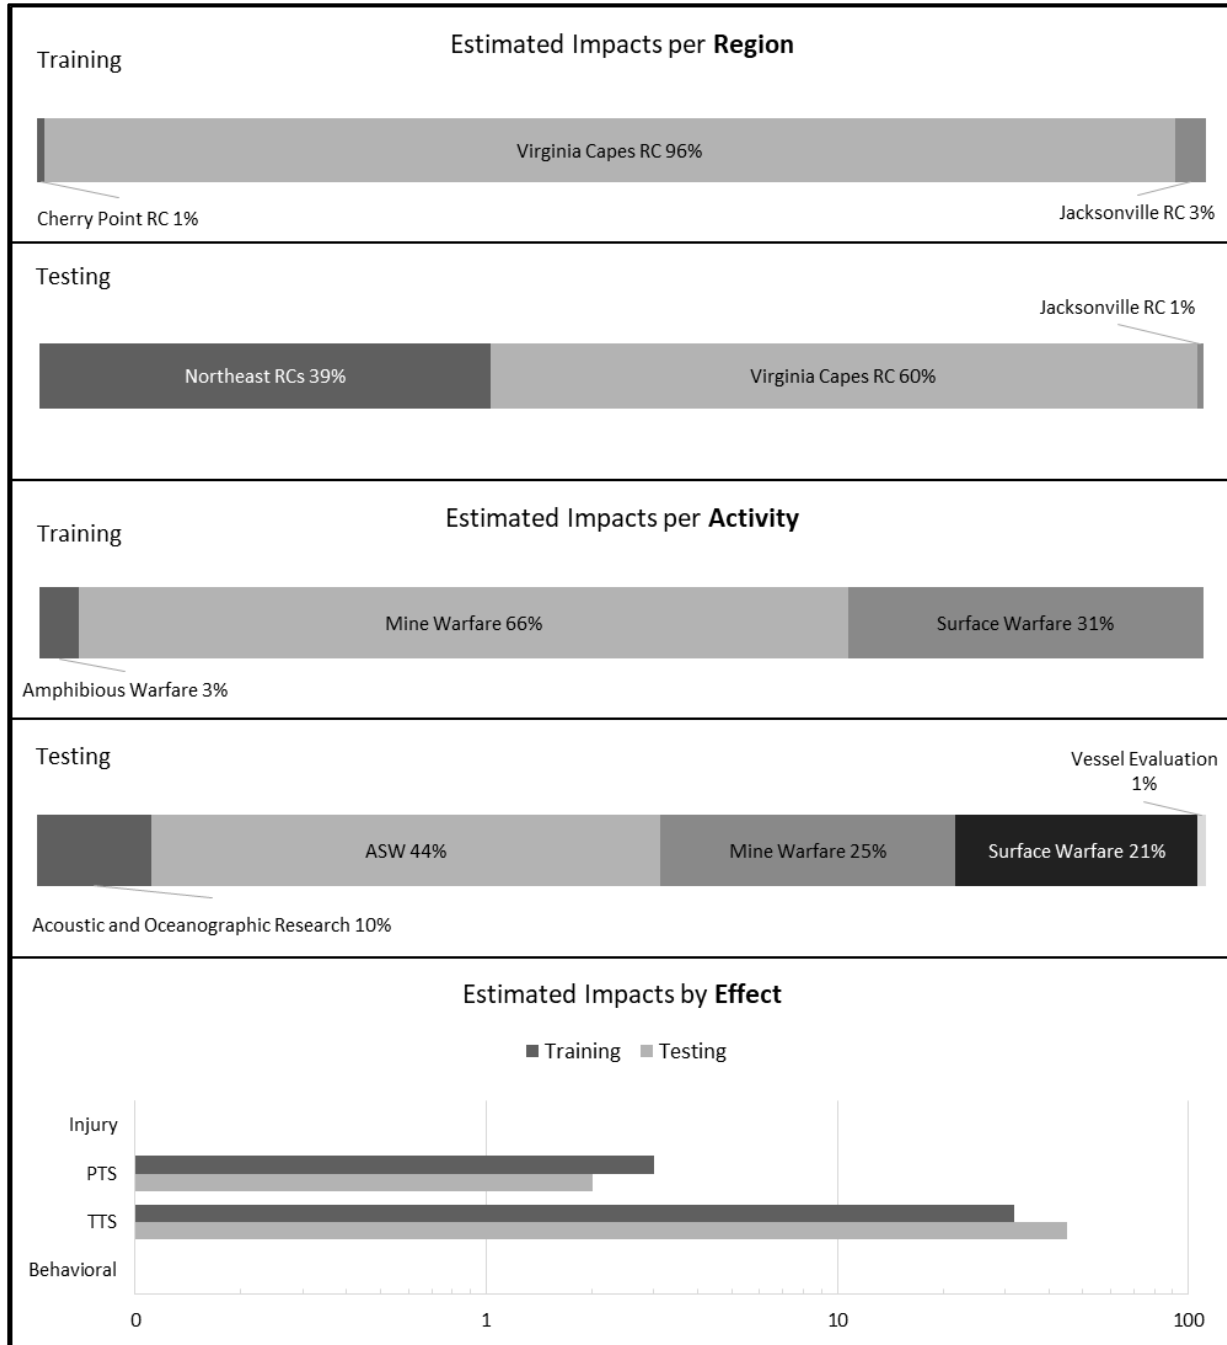 Estimated Impacts per Region
Training
Virginia Capes RC 96%
Cherry Point RC 1%
Jacksonville RC 3%
Testing
Jacksonville RC 1%
Northeast RCs 39%
Virginia Capes RC 60%
Estimated Impacts per Activity
Training
Mine Warfare 66%
Surface Warfare 31%
Amphibious Warfare 3%
Testing
Vessel Evaluation
1%
ASW 44%
Mine Warfare 25%
Surface Warfare 21%
Acoustic and Oceanographic Research 10%
Estimated Impacts by Effect
Training
Testing
Injury
PTS
TTS
Behavioral
0
1
10
100